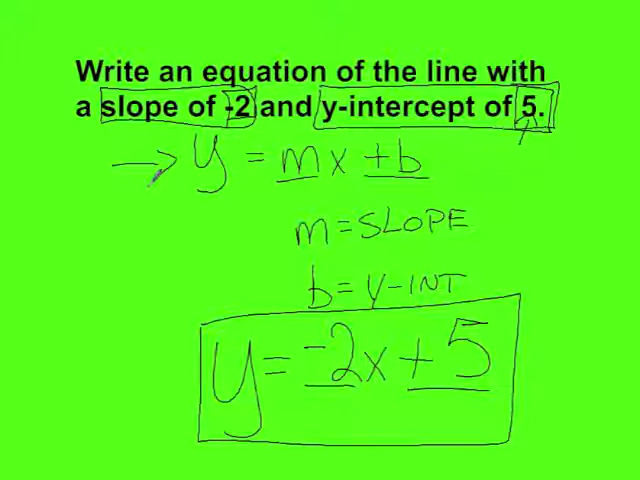 Write an equation of the line with
a slope of -2 and y-intercept of 5.
y = mx + b
m = SLOPE
b = Y-INT
y = -2x + 5